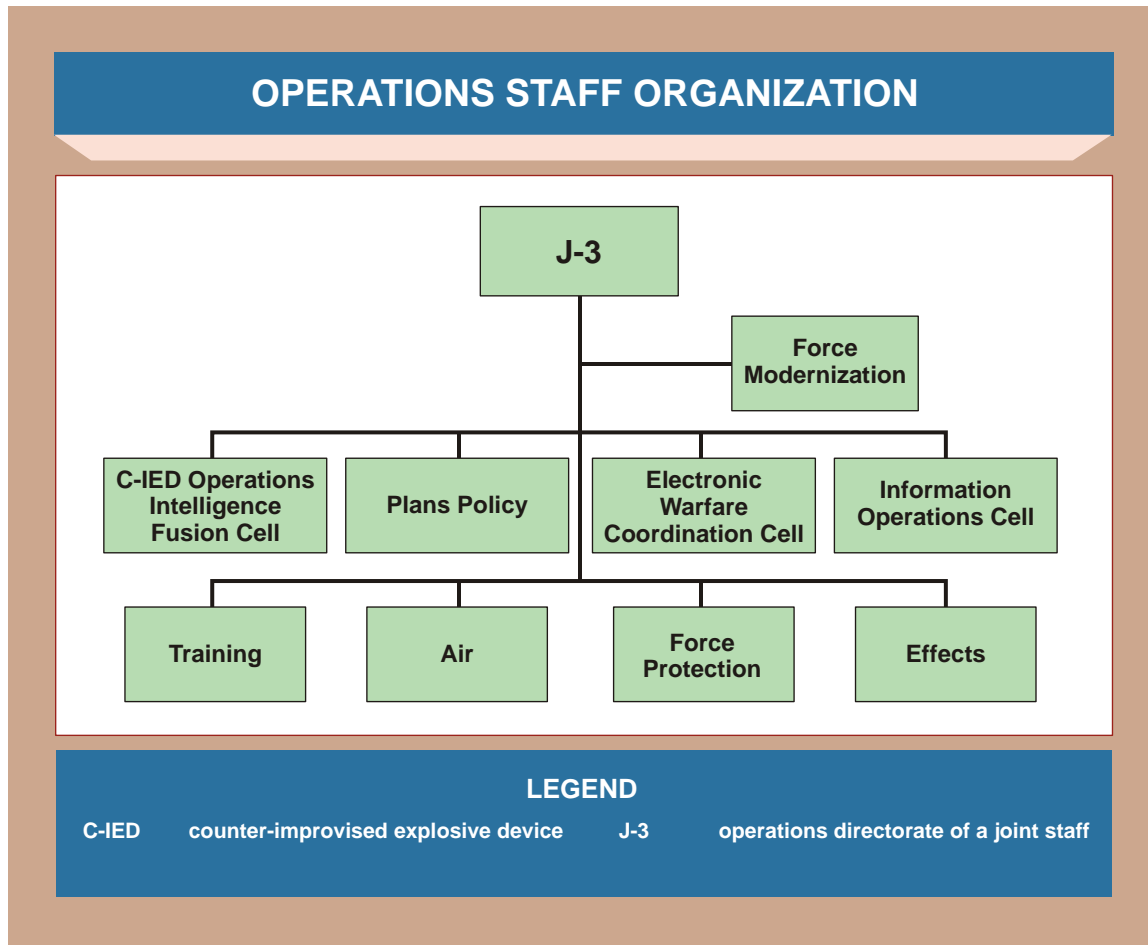 OPERATIONS STAFF ORGANIZATION
J-3
Force
Modernization
C-IED Operations
Intelligence
Fusion Cell
Plans Policy
Electronic
Warfare
Coordination Cell
Information
Operations Cell
Training
Air
Force
Protection
Effects
LEGEND
C-IED counter-improvised explosive device J-3 operations directorate of a joint staff